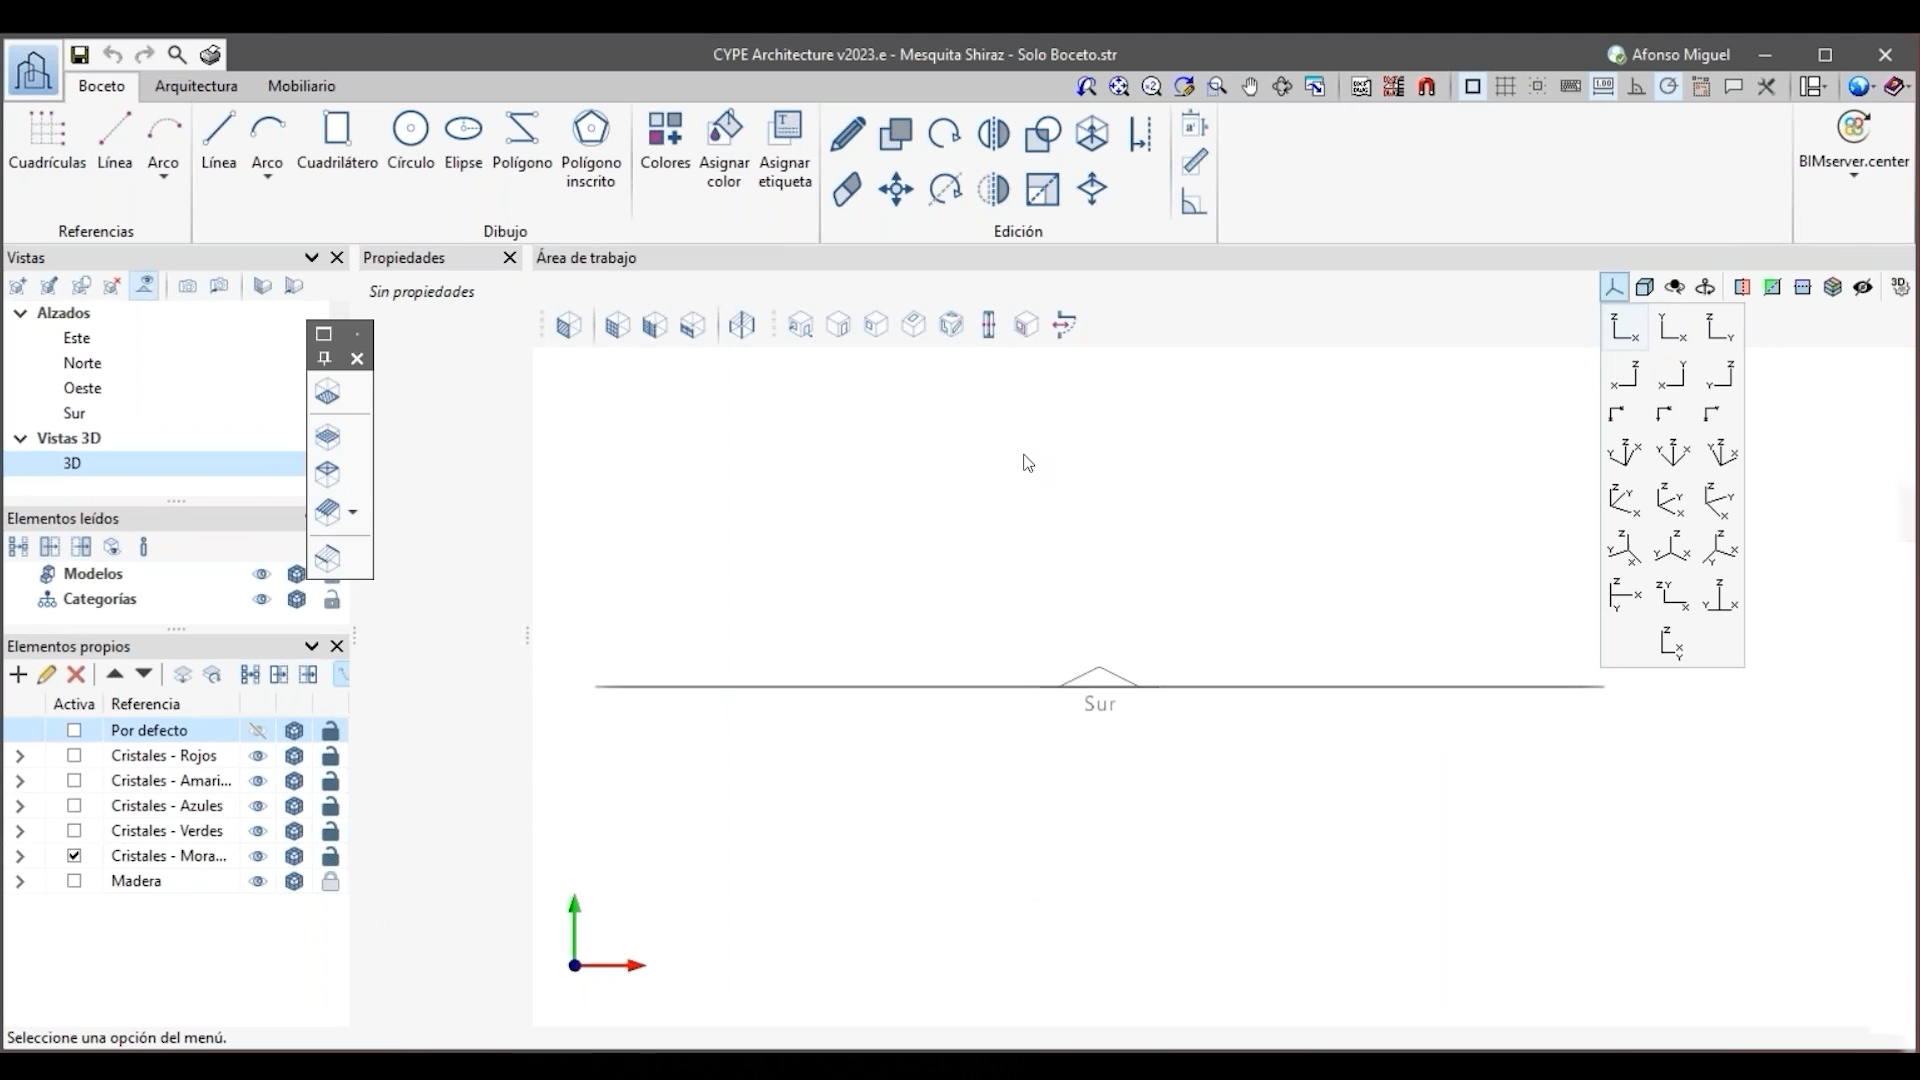 CYPE Architecture v2023.e - Mesquita Shiraz - Solo Boceto.str
Afonso Miguel
Boceto
Arquitectura
Mobiliario
Cuadrículas
Línea
Arco
Línea
Arco
Cuadrilátero
Círculo
Elipse
Polígono
Polígono
inscrito
Colores
Asignar
color
Asignar
etiqueta
BIMserver.center
Referencias
Dibujo
Edición
Vistas
Propiedades
Área de trabajo
Sin propiedades
Alzados
Este
Norte
Oeste
Sur
Vistas 3D
3D
Elementos leídos
Modelos
Categorías
Elementos propios
Activa
Referencia
Por defecto
Cristales - Rojos
Cristales - Amari...
Cristales - Azules
Cristales - Verdes
Cristales - Mora...
Madera
Sur
Seleccione una opción del menú.